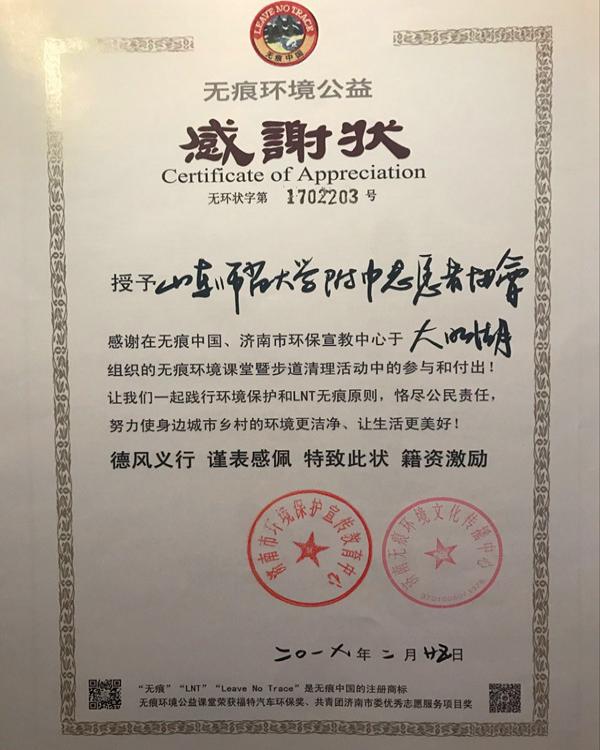 LEAVE NO TRACE
无痕中国
无痕环境公益
感謝状
Certificate of Appreciation
无环状字第 1702203 号
授予山东师范大学附中志愿者协会
感谢在无痕中国、济南市环保宣教中心于 大明湖
组织的无痕环境课堂暨步道清理活动中的参与和付出！
让我们一起践行环境保护和LNT无痕原则，恪尽公民责任，
努力使身边城市乡村的环境更洁净、让生活更美好！
德风义行 谨表感佩 特致此状 籍资激励
济南市环境保护宣传教育中心
济南无痕环境文化传播中心
二〇一八年二月廿五日
“无痕” “LNT” “Leave No Trace” 是无痕中国的注册商标
无痕环境公益课堂荣获福特汽车环保奖、共青团济南市委优秀志愿服务项目奖